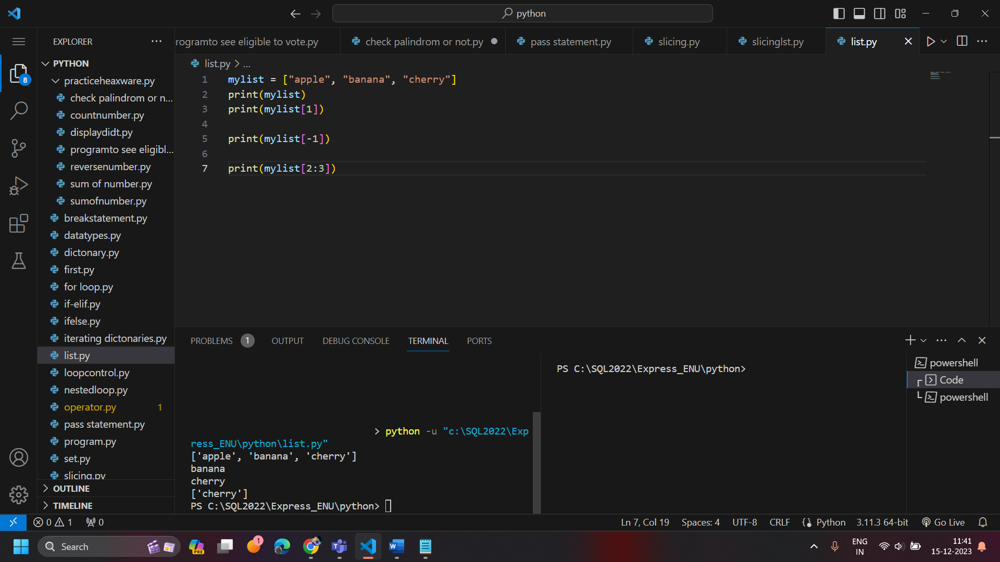 python
EXPLORER
rogramto see eligible to vote.py
check palindrom or not.py
pass statement.py
slicing.py
slicinglst.py
list.py
PYTHON
practiceheaxware.py
check palindrom or n...
countnumber.py
displaydidt.py
programto see eligibl...
reversenumber.py
sum of number.py
sumofnumber.py
breakstatement.py
datatypes.py
dictonary.py
first.py
for loop.py
if-elif.py
ifelse.py
iterating dictonaries.py
list.py
loopcontrol.py
nestedloop.py
operator.py 1
pass statement.py
program.py
set.py
slicing.py
OUTLINE
TIMELINE
8
list.py > ...
1 mylist = ["apple", "banana", "cherry"]
2 print(mylist)
3 print(mylist[1])
4
5 print(mylist[-1])
6
7 print(mylist[2:3])
PROBLEMS 1 OUTPUT DEBUG CONSOLE TERMINAL PORTS
> python -u "c:\SQL2022\Exp
ress_ENU\python\list.py"
['apple', 'banana', 'cherry']
banana
cherry
['cherry']
PS C:\SQL2022\Express_ENU\python>
PS C:\SQL2022\Express_ENU\python>
powershell
Code
powershell
0 1 0
Ln 7, Col 19 Spaces: 4 UTF-8 CRLF Python 3.11.3 64-bit Go Live
Search
PRE
1
ENG
IN
11:41
15-12-2023